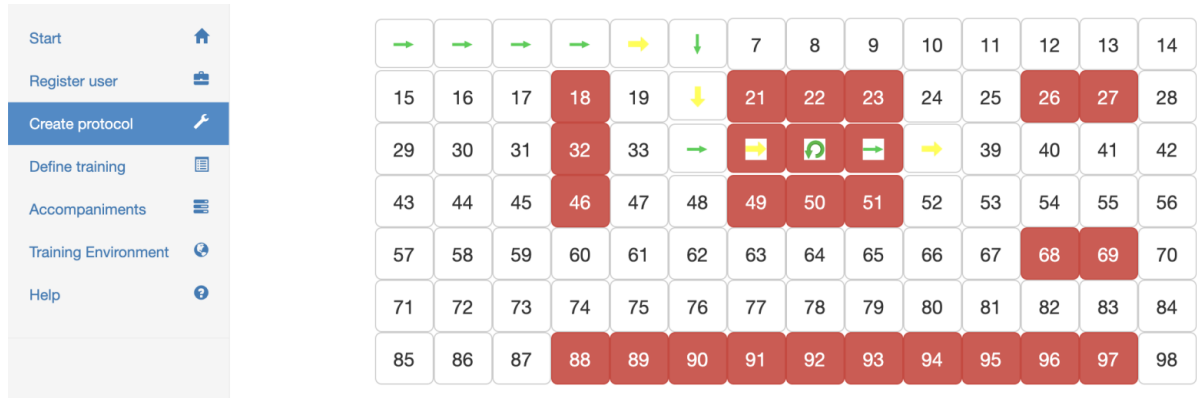 Start
Register user
Create protocol
Define training
Accompaniments
Training Environment
Help
7 8 9 10 11 12 13 14
15 16 17 18 19 21 22 23 24 25 26 27 28
29 30 31 32 33 39 40 41 42
43 44 45 46 47 48 49 50 51 52 53 54 55 56
57 58 59 60 61 62 63 64 65 66 67 68 69 70
71 72 73 74 75 76 77 78 79 80 81 82 83 84
85 86 87 88 89 90 91 92 93 94 95 96 97 98